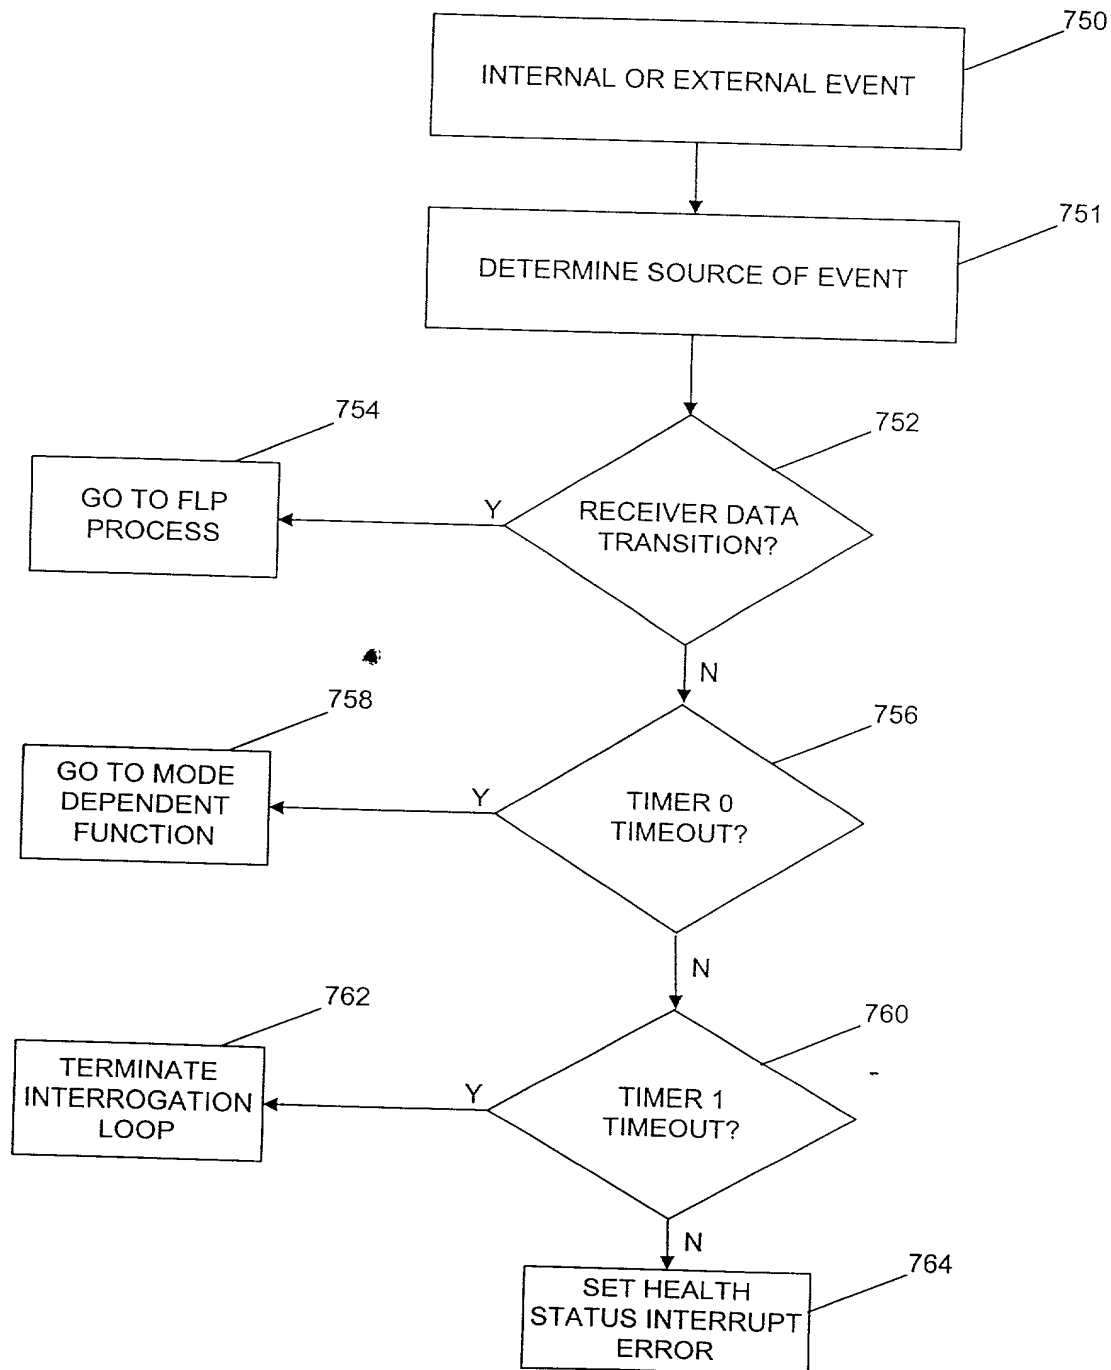 750
INTERNAL OR EXTERNAL EVENT
751
DETERMINE SOURCE OF EVENT
752
RECEIVER DATA
TRANSITION?
Y
754
GO TO FLP
PROCESS
N
756
TIMER 0
TIMEOUT?
Y
758
GO TO MODE
DEPENDENT
FUNCTION
N
760
TIMER 1
TIMEOUT?
Y
762
TERMINATE
INTERROGATION
LOOP
N
764
SET HEALTH
STATUS INTERRUPT
ERROR